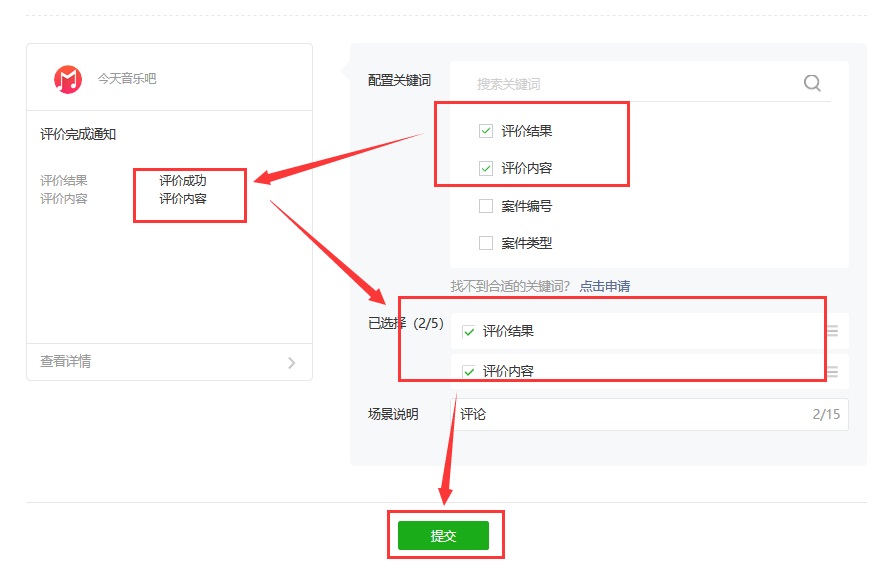 今天音乐吧
评价完成通知
评价结果 评价成功
评价内容 评价内容
查看详情
配置关键词
搜索关键词
评价结果
评价内容
案件编号
案件类型
找不到合适的关键词？ 点击申请
已选择（2/5）
评价结果
评价内容
场景说明
评论 2/15
提交